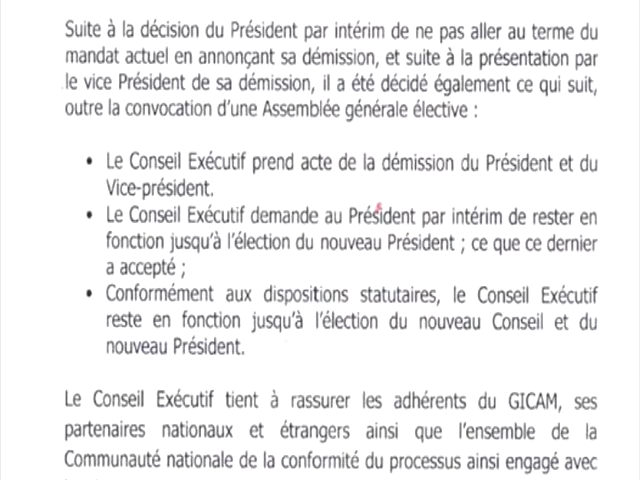 Suite à la décision du Président par intérim de ne pas aller au terme du
mandat actuel en annonçant sa démission, et suite à la présentation par
le vice Président de sa démission, il a été décidé également ce qui suit,
outre la convocation d'une Assemblée générale élective :
• Le Conseil Exécutif prend acte de la démission du Président et du
Vice-président.
• Le Conseil Exécutif demande au Président par intérim de rester en
fonction jusqu'à l'élection du nouveau Président ; ce que ce dernier
a accepté ;
• Conformément aux dispositions statutaires, le Conseil Exécutif
reste en fonction jusqu'à l'élection du nouveau Conseil et du
nouveau Président.
Le Conseil Exécutif tient à rassurer les adhérents du GICAM, ses
partenaires nationaux et étrangers ainsi que l'ensemble de la
Communauté nationale de la conformité du processus ainsi engagé avec